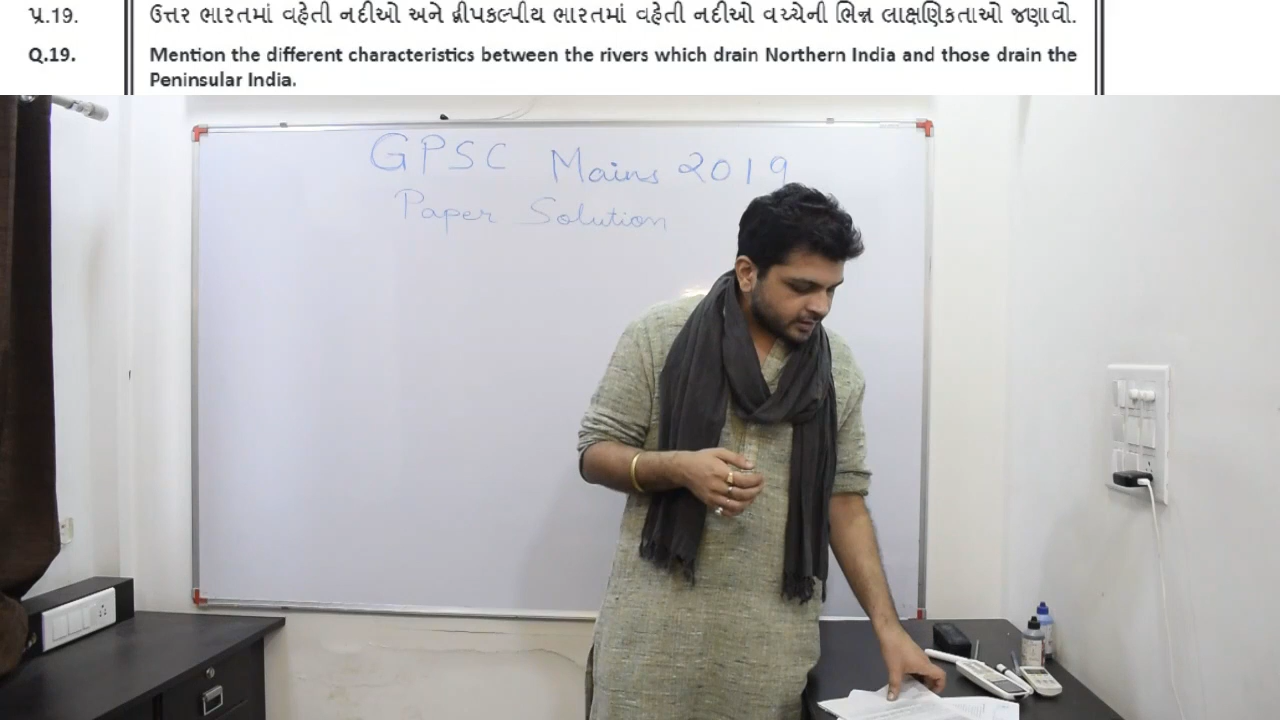 પ્ર.19. ઉત્તર ભારતમાં વહેતી નદીઓ અને દ્વીપકલ્પીય ભારતમાં વહેતી નદીઓ વચ્ચેની ભિન્ન લાક્ષણિકતાઓ જણાવો.
Q.19. Mention the different characteristics between the rivers which drain Northern India and those drain the
Peninsular India.
GPSC Mains 2019
Paper Solution